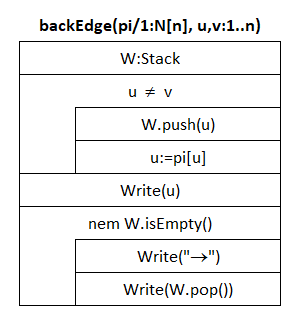 backEdge(pi/1:N[n], u,v:1..n)
W:Stack
u ≠ v
W.push(u)
u:=pi[u]
Write(u)
nem W.isEmpty()
Write("→")
Write(W.pop())